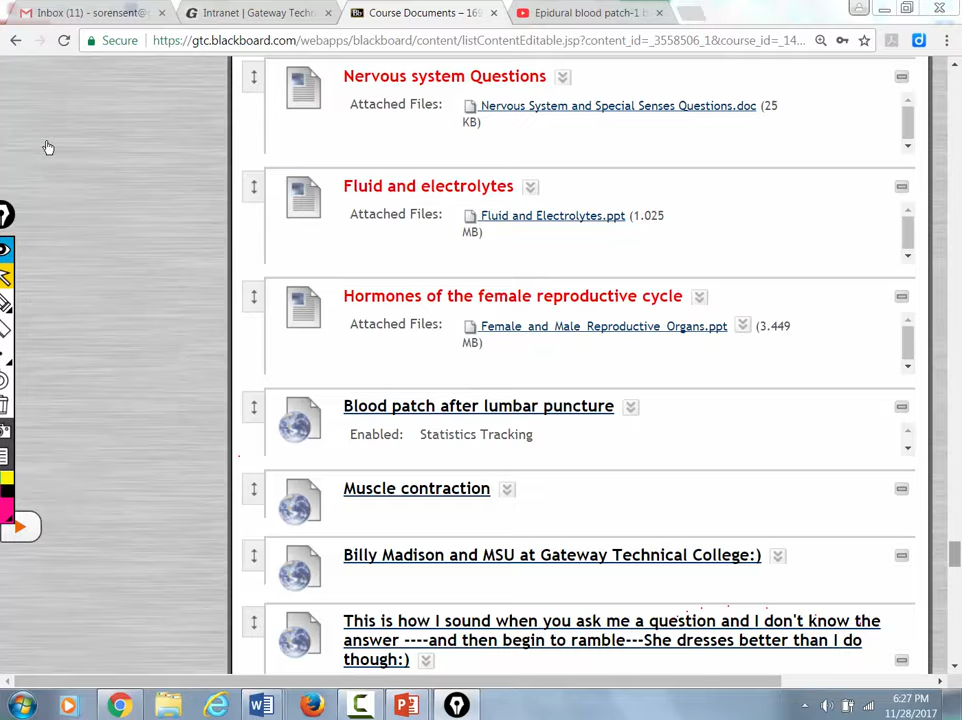 Inbox (11) - sorensent@
Intranet | Gateway Techn
Course Documents – 169
Epidural blood patch-1 b
Secure
https://gtc.blackboard.com/webapps/blackboard/content/listContentEditable.jsp?content_id=_3558506_1&course_id=_14...
Nervous system Questions
Attached Files: Nervous System and Special Senses Questions.doc (25
KB)
Fluid and electrolytes
Attached Files: Fluid and Electrolytes.ppt (1.025
MB)
Hormones of the female reproductive cycle
Attached Files: Female and Male Reproductive Organs.ppt (3.449
MB)
Blood patch after lumbar puncture
Enabled: Statistics Tracking
Muscle contraction
Billy Madison and MSU at Gateway Technical College:)
This is how I sound when you ask me a question and I don't know the
answer ----and then begin to ramble---She dresses better than I do
though:)
6:27 PM
11/28/2017